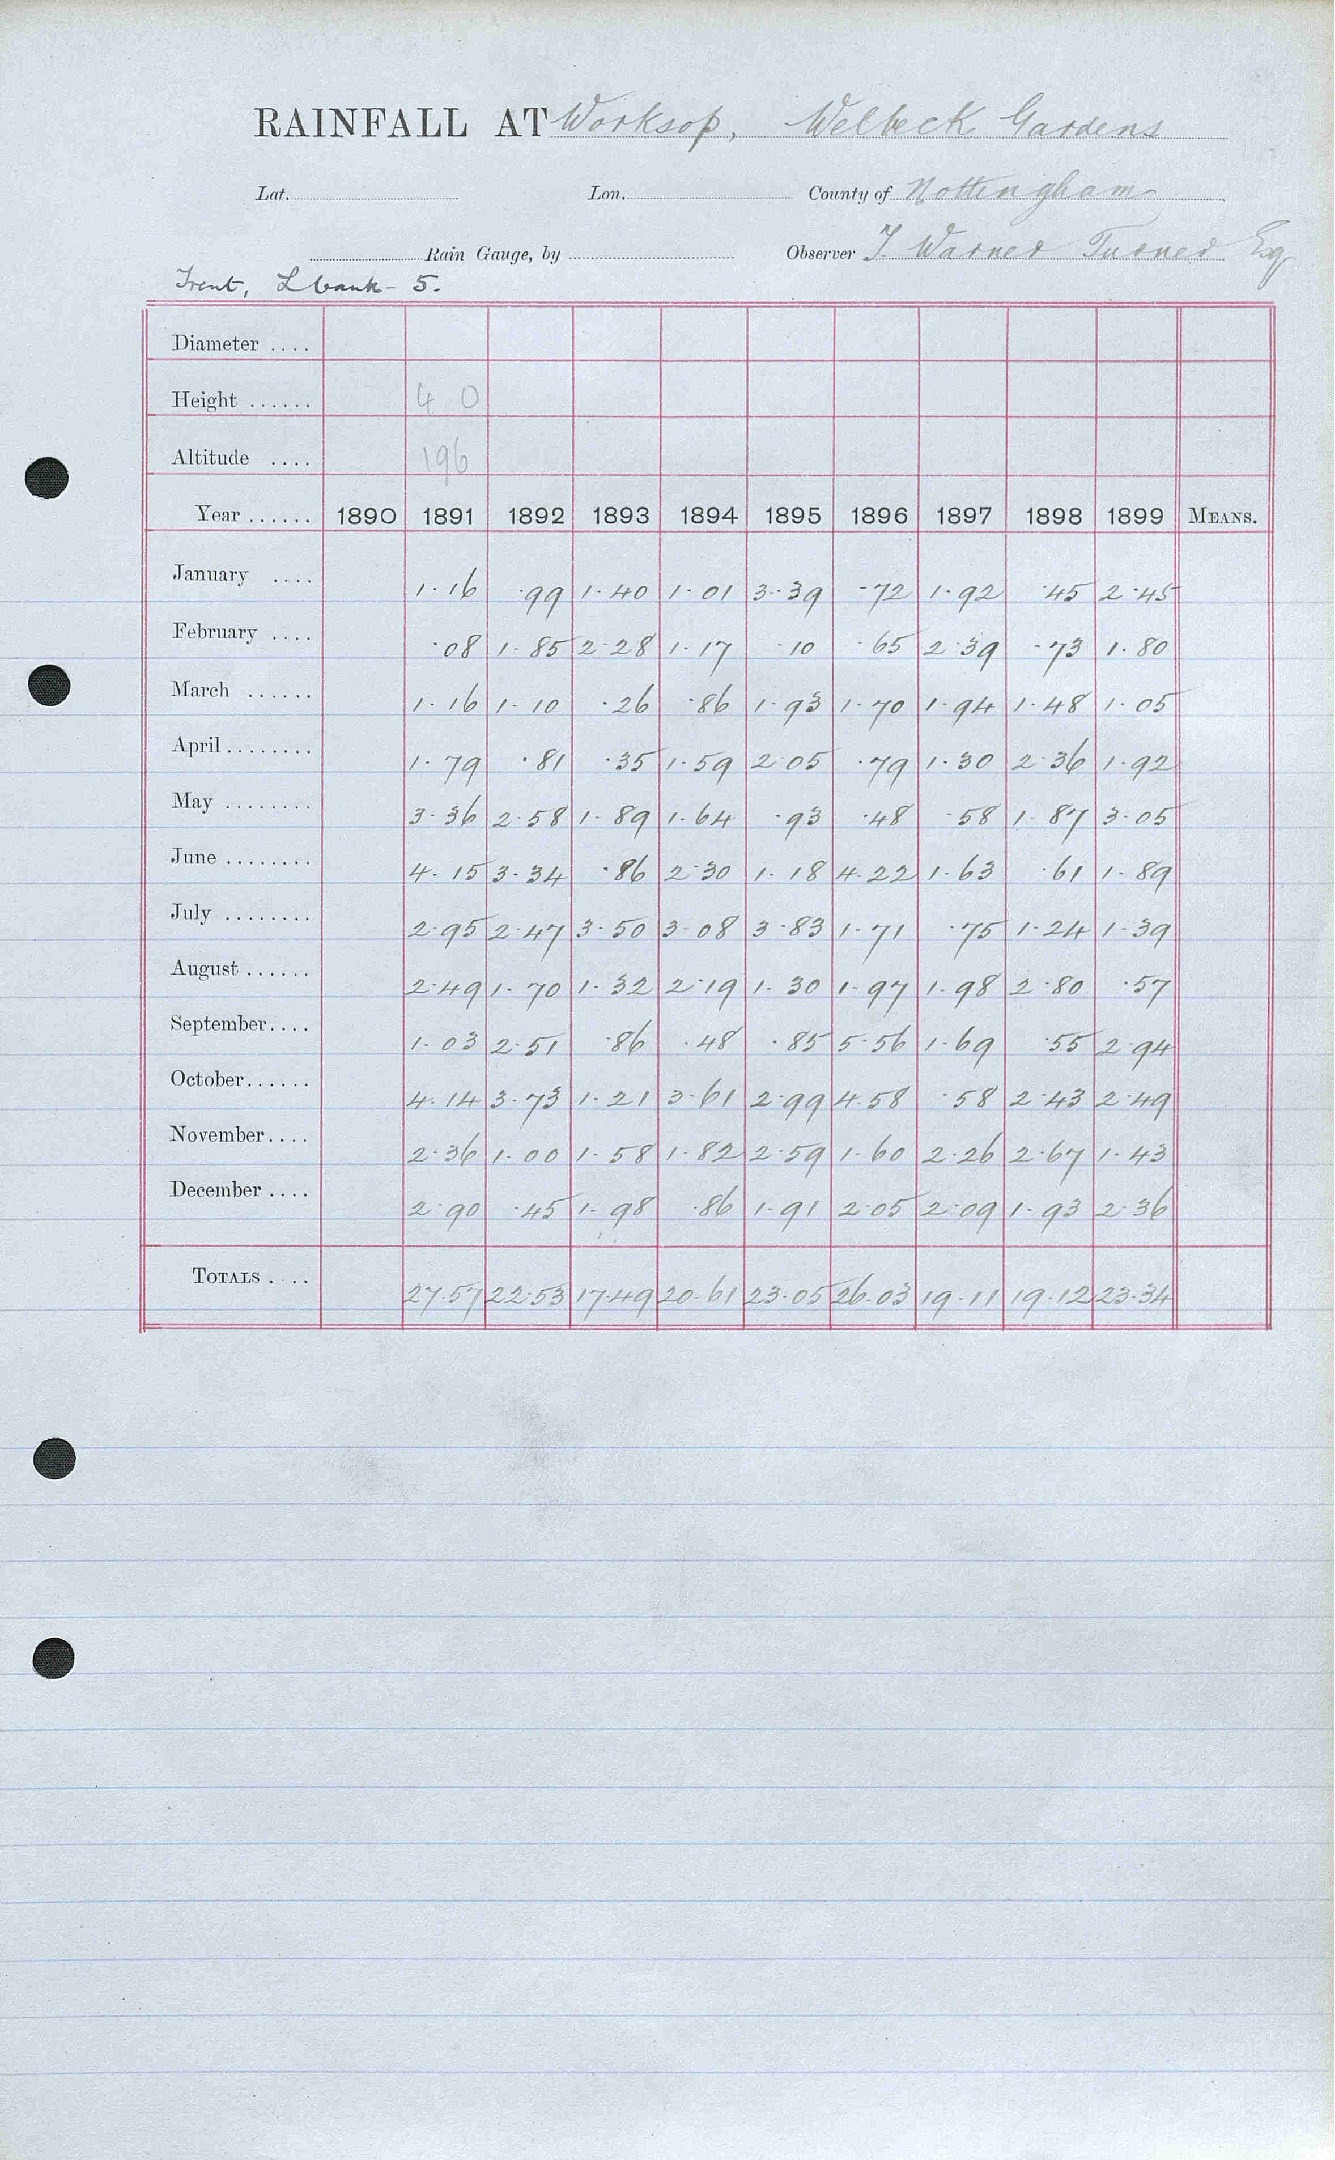 RAINFALL AT Worksop, Welbeck Gardens
Lat. Lon. County of Nottingham
Rain Gauge, by Observer T. Warner Turner Esq
Trent, L bank - 5.
Diameter ....
Height ...... 4 0
Altitude .... 196
Year ...... 1890 1891 1892 1893 1894 1895 1896 1897 1898 1899 MEANS.
January .... 1.16 .99 1.40 1.01 3.39 .72 1.92 .45 2.45
February .... .08 1.85 2.28 1.17 .10 .65 2.39 .73 1.80
March ...... 1.16 1.10 .26 .86 1.93 1.70 1.94 1.48 1.05
April ........ 1.79 .81 .35 1.59 2.05 .79 1.30 2.36 1.92
May ........ 3.36 2.58 1.89 1.64 .93 .48 .58 1.87 3.05
June ........ 4.15 3.34 .86 2.30 1.18 4.22 1.63 .61 1.89
July ........ 2.95 2.47 3.50 3.08 3.83 1.71 .75 1.24 1.39
August ...... 2.49 1.70 1.32 2.19 1.30 1.97 1.98 2.80 .57
September .... 1.03 2.51 .86 .48 .85 5.56 1.69 .55 2.94
October ...... 4.14 3.73 1.21 3.61 2.99 4.58 .58 2.43 2.49
November .... 2.36 1.00 1.58 1.82 2.59 1.60 2.26 2.67 1.43
December .... 2.90 .45 1.98 .86 1.91 2.05 2.09 1.93 2.36
TOTALS .... 27.57 22.53 17.49 20.61 23.05 26.03 19.11 19.12 23.34